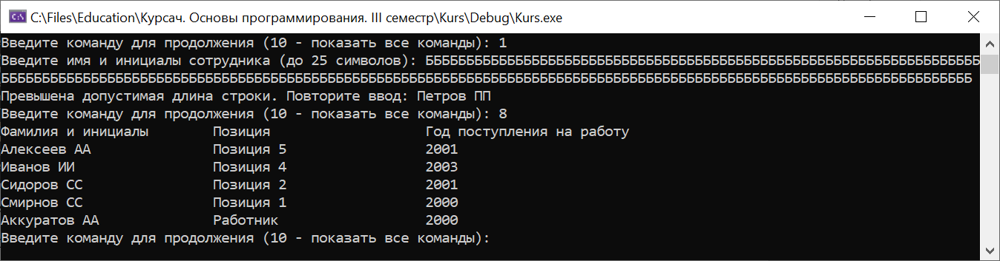 C:\Files\Education\Курсач. Основы программирования. III семестр\Kurs\Debug\Kurs.exe
Введите команду для продолжения (10 - показать все команды): 1
Введите имя и инициалы сотрудника (до 25 символов): ББББББББББББББББББББББББББББББББББББББББББББББББББББББББББББББББББББ
БББББББББББББББББББББББББББББББББББББББББББББББББББББББББББББББББББББББББББББББББББББББББББББББББББББББББББББББББББББББ
Превышена допустимая длина строки. Повторите ввод: Петров ПП
Введите команду для продолжения (10 - показать все команды): 8
Фамилия и инициалы Позиция Год поступления на работу
Алексеев АА Позиция 5 2001
Иванов ИИ Позиция 4 2003
Сидоров СС Позиция 2 2001
Смирнов СС Позиция 1 2000
Аккуратов АА Работник 2000
Введите команду для продолжения (10 - показать все команды):